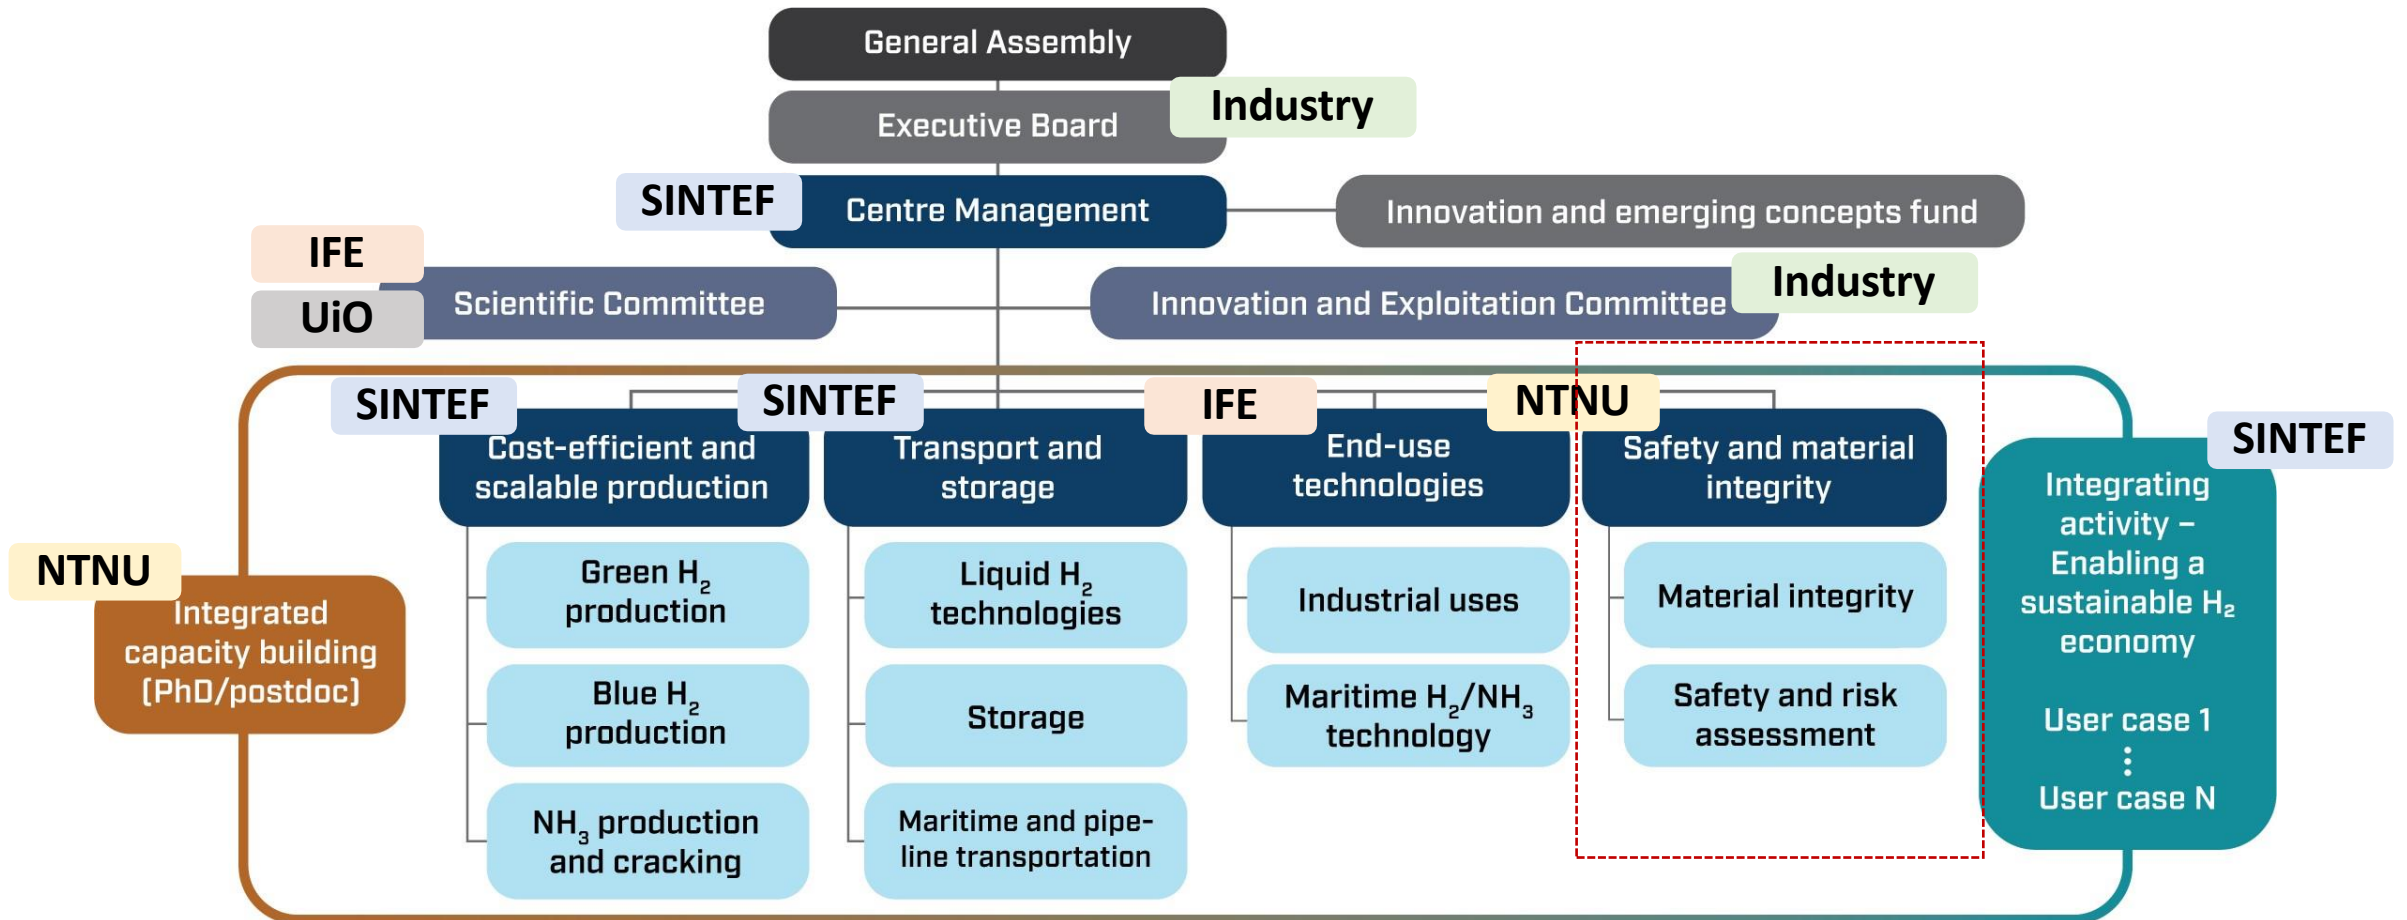 General Assembly
Industry
Executive Board
SINTEF
Centre Management
Innovation and emerging concepts fund
IFE
UiO
Scientific Committee
Innovation and Exploitation Committee
Industry
SINTEF
Cost-efficient and
scalable production
Green H₂
production
Blue H₂
production
NH₃ production
and cracking
SINTEF
Transport and
storage
Liquid H₂
technologies
Storage
Maritime and pipe-
line transportation
IFE
End-use
technologies
Industrial uses
Maritime H₂/NH₃
technology
NTNU
Safety and material
integrity
Material integrity
Safety and risk
assessment
NTNU
Integrated
capacity building
(PhD/postdoc)
SINTEF
Integrating
activity –
Enabling a
sustainable H₂
economy
User case 1
⋮
User case N